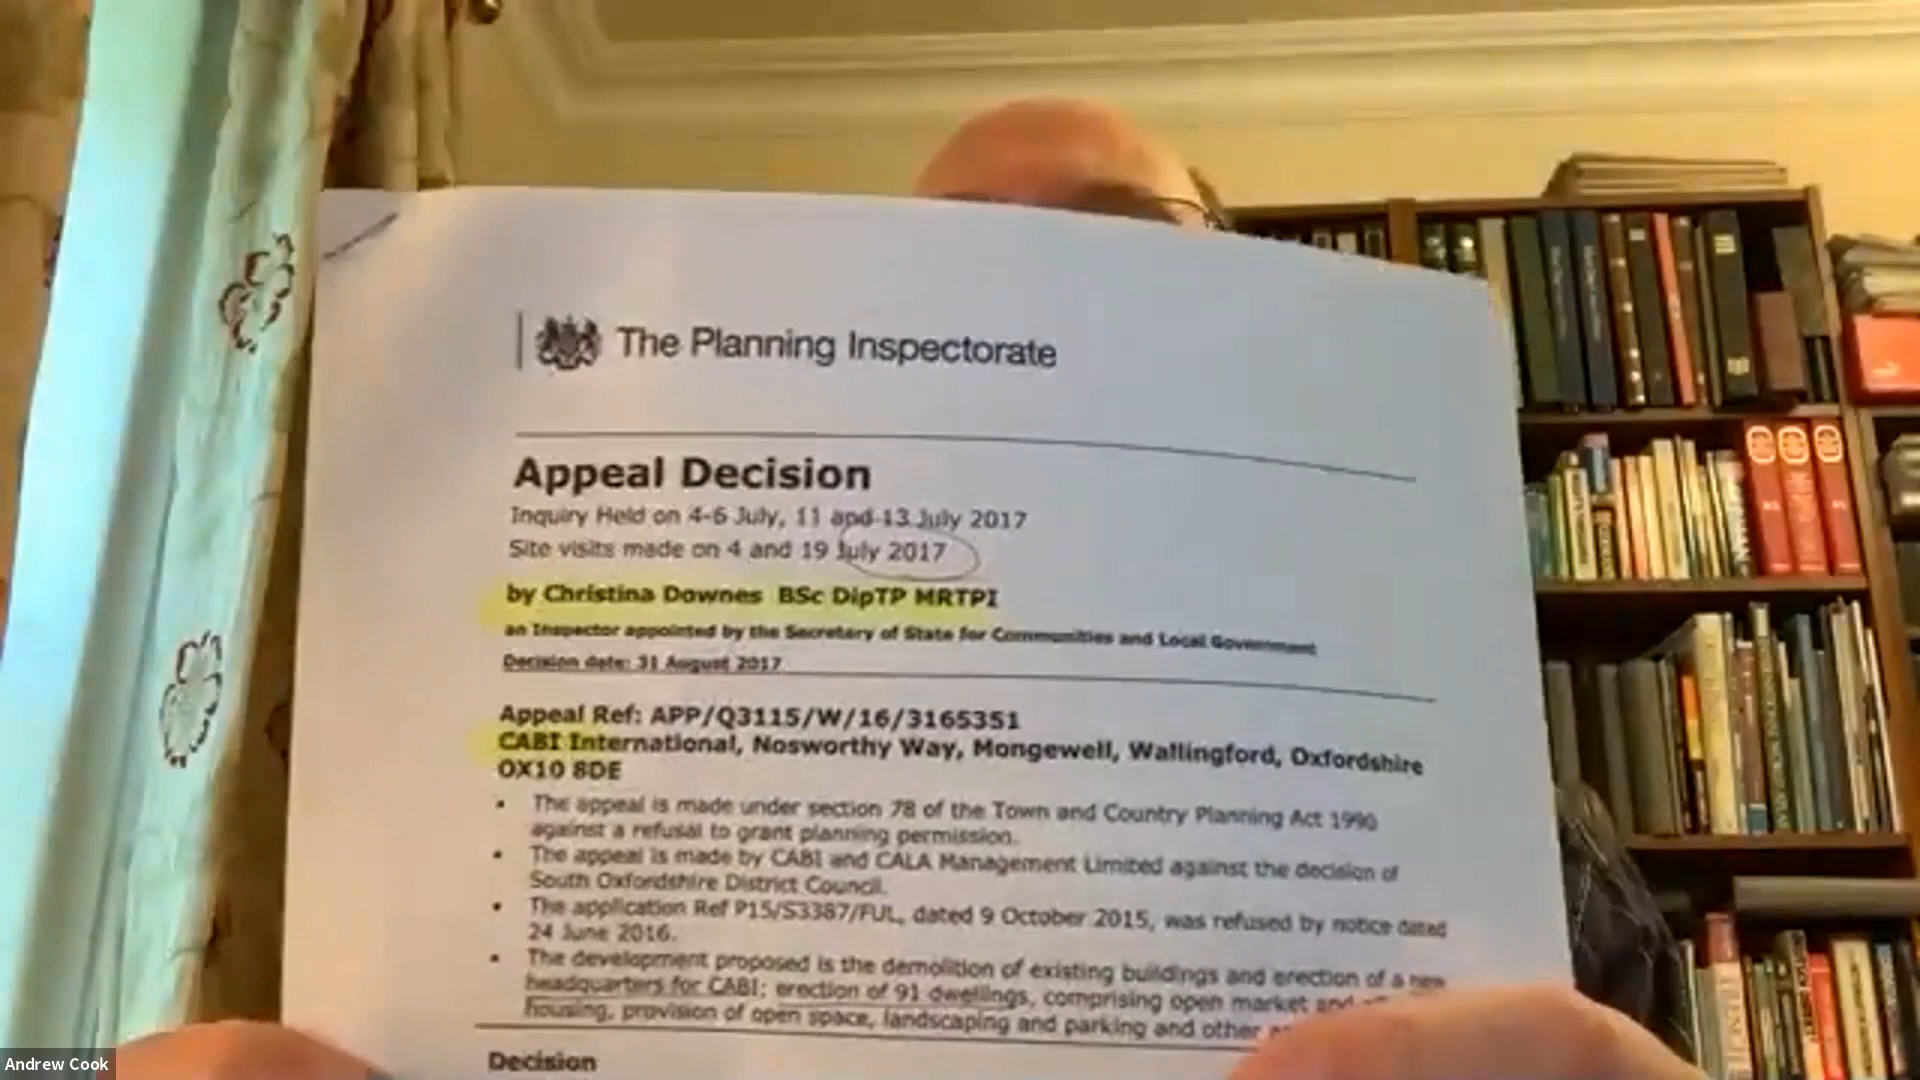 The Planning Inspectorate
Appeal Decision
Inquiry Held on 4-6 July, 11 and 13 July 2017
Site visits made on 4 and 19 July 2017
by Christina Downes BSc DipTP MRTPI
an Inspector appointed by the Secretary of State for Communities and Local Government
Decision date: 31 August 2017
Appeal Ref: APP/Q3115/W/16/3165351
CABI International, Nosworthy Way, Mongewell, Wallingford, Oxfordshire
OX10 8DE
• The appeal is made under section 78 of the Town and Country Planning Act 1990
against a refusal to grant planning permission.
• The appeal is made by CABI and CALA Management Limited against the decision of
South Oxfordshire District Council.
• The application Ref P15/S3387/FUL, dated 9 October 2015, was refused by notice dated
24 June 2016.
• The development proposed is the demolition of existing buildings and erection of a new
headquarters for CABI; erection of 91 dwellings, comprising open market and
housing, provision of open space, landscaping and parking and other
Decision
Andrew Cook